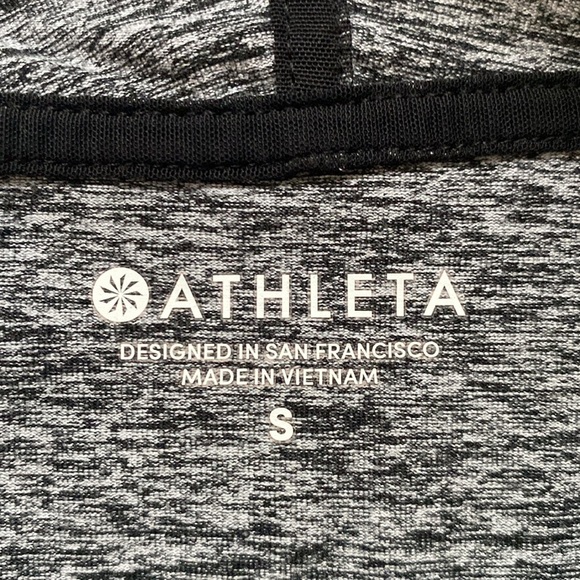 ATHLETA
DESIGNED IN SAN FRANCISCO
MADE IN VIETNAM
S